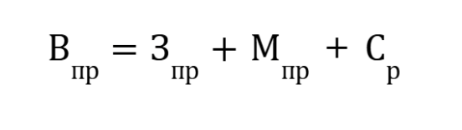 Впр = Зпр + Мпр + Ср